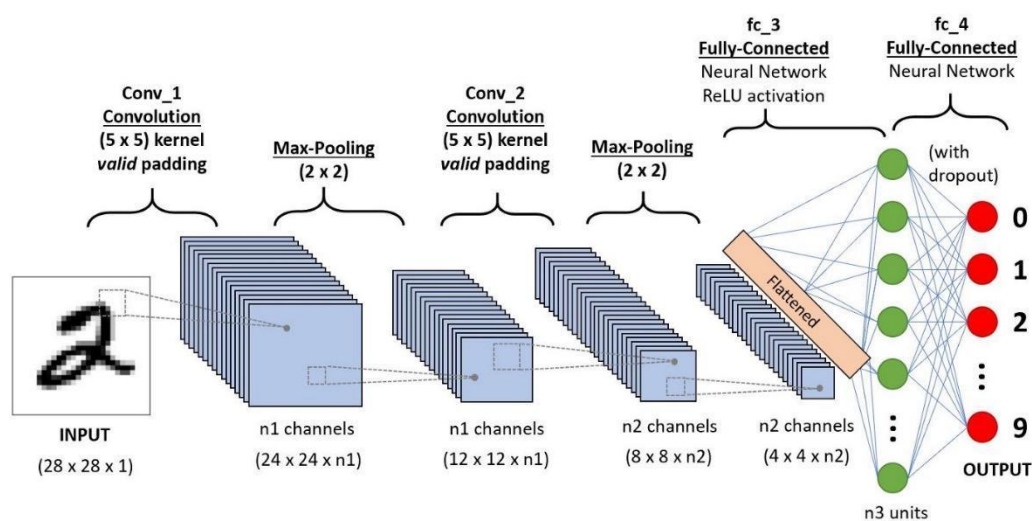 fc_3
Fully-Connected
Neural Network
ReLU activation
fc_4
Fully-Connected
Neural Network
Conv_1
Convolution
(5 x 5) kernel
valid padding
Max-Pooling
(2 x 2)
Conv_2
Convolution
(5 x 5) kernel
valid padding
Max-Pooling
(2 x 2)
(with
dropout)
0
1
2
9
Flattened
2
INPUT
(28 x 28 x 1)
n1 channels
(24 x 24 x n1)
n1 channels
(12 x 12 x n1)
n2 channels
(8 x 8 x n2)
n2 channels
(4 x 4 x n2)
OUTPUT
n3 units